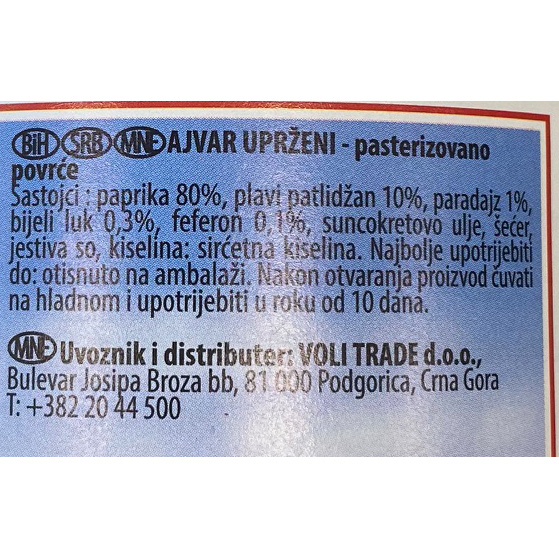 BiH SRB MNE AJVAR UPRŽENI - pasterizovano
povrće
Sastojci : paprika 80%, plavi patlidžan 10%, paradajz 1%,
bijeli luk 0,3%, feferon 0,1%, suncokretovo ulje, šećer,
jestiva so, kiselina: sirćetna kiselina. Najbolje upotrijebiti
do: otisnuto na ambalaži. Nakon otvaranja proizvod čuvati
na hladnom i upotrijebiti u roku od 10 dana.
MNE Uvoznik i distributer: VOLI TRADE d.o.o.,
Bulevar Josipa Broza bb, 81 000 Podgorica, Crna Gora
T: +382 20 44 500